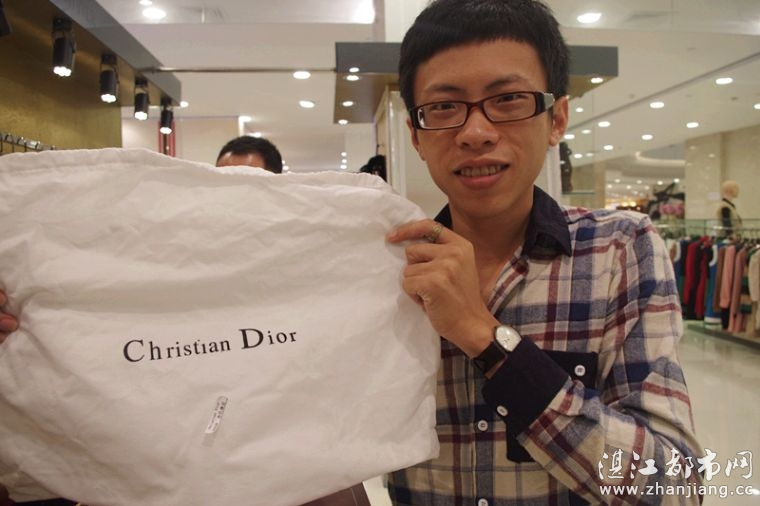 Christian Dior
湛江都市网
www.zhanjiang.cc